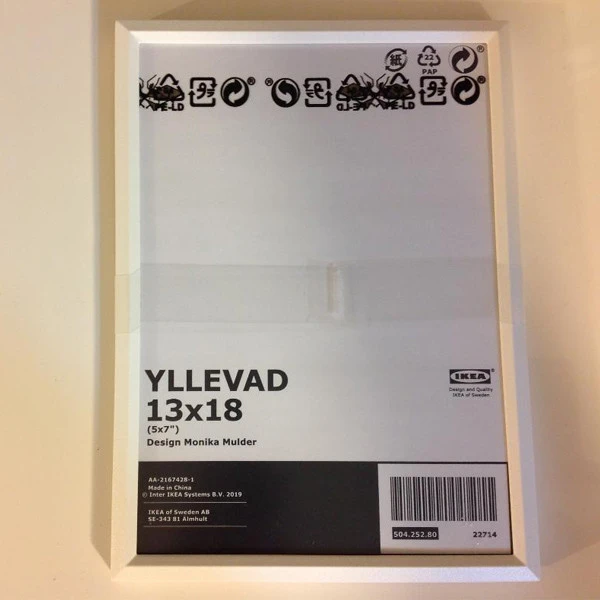 紙
22
PAP
YLLEVAD
13x18
(5x7")
Design Monika Mulder
IKEA®
Design and Quality
IKEA of Sweden
AA-2167428-1
Made in China
© Inter IKEA Systems B.V. 2019
IKEA of Sweden AB
SE-343 81 Älmhult
504.252.80
22714